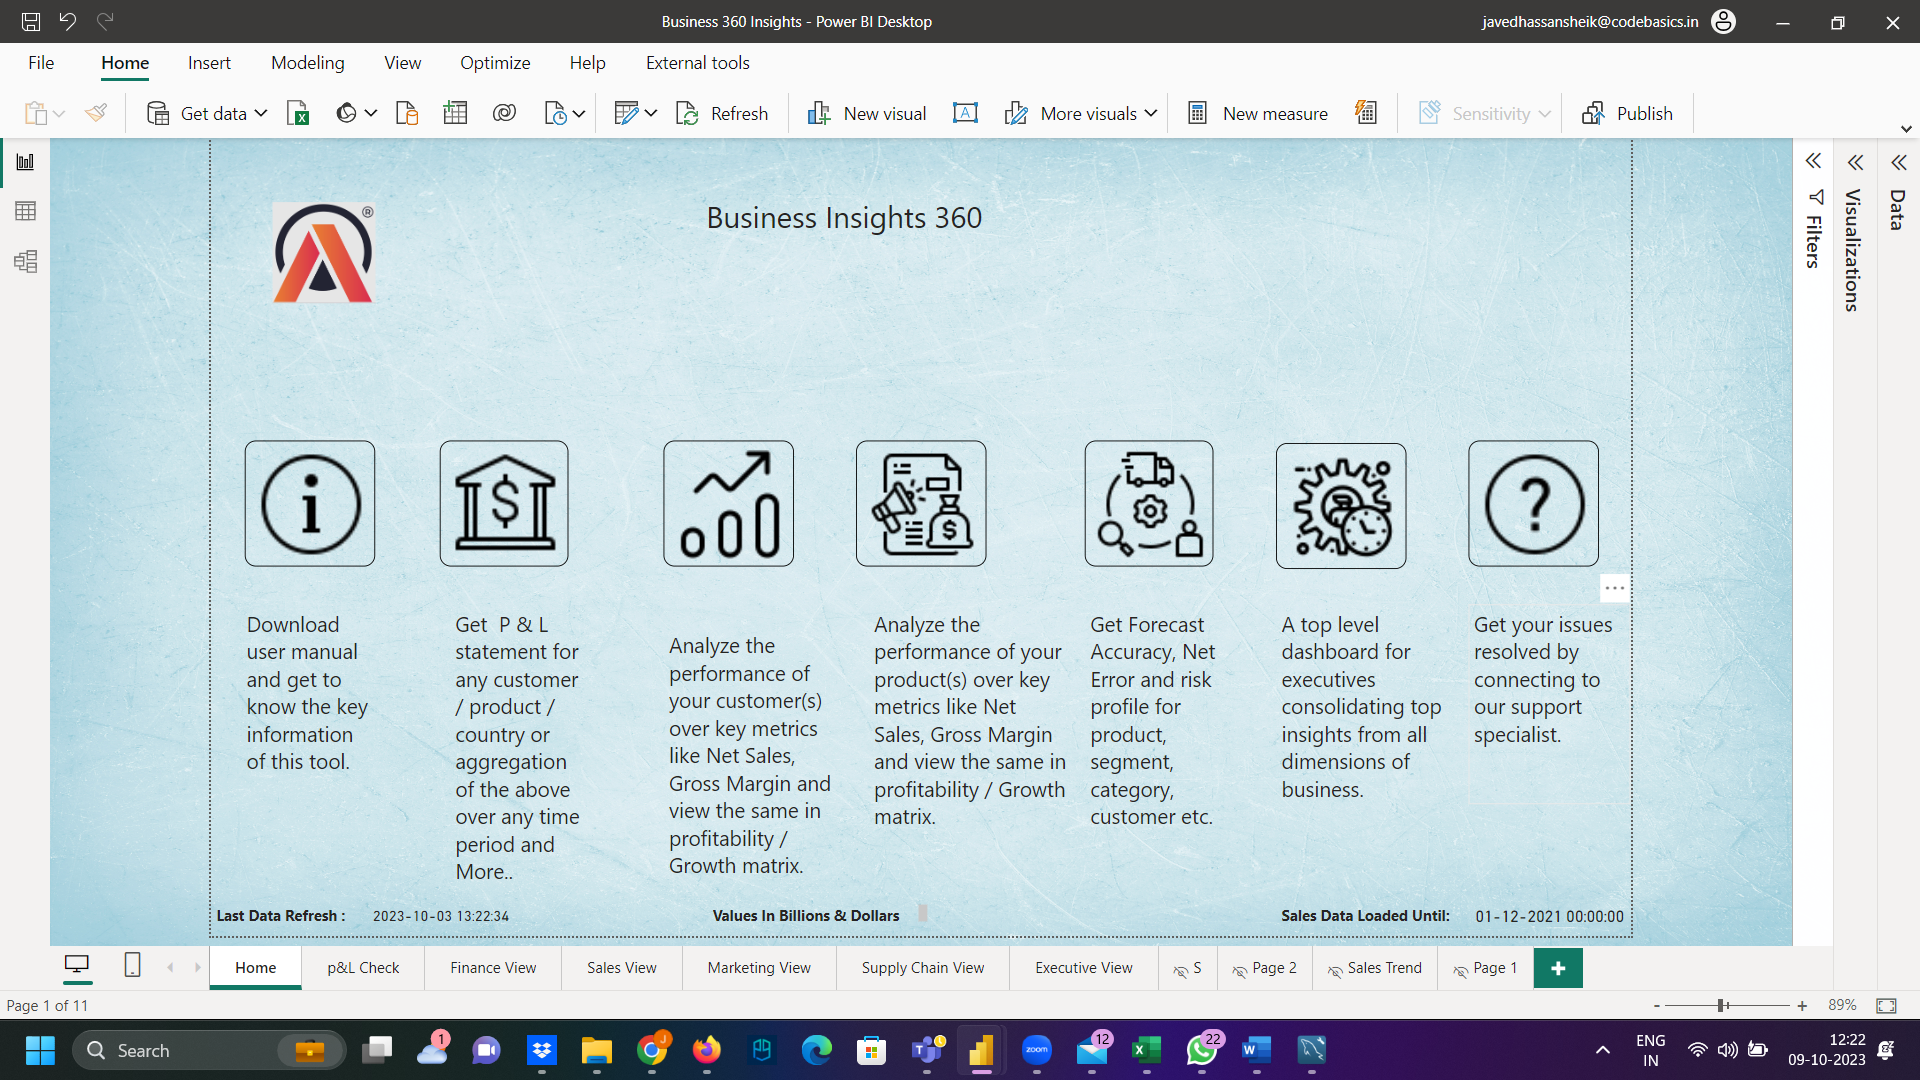 Business 360 Insights - Power BI Desktop
javedhassansheik@codebasics.in
File
Home
Insert
Modeling
View
Optimize
Help
External tools
Get data
Refresh
New visual
More visuals
New measure
Sensitivity
Publish
Business Insights 360
®
Filters
Visualizations
Data
Download
user manual
and get to
know the key
information
of this tool.
Get P & L
statement for
any customer
/ product /
country or
aggregation
of the above
over any time
period and
More..
Analyze the
performance of
your customer(s)
over key metrics
like Net Sales,
Gross Margin and
view the same in
profitability /
Growth matrix.
Analyze the
performance of your
product(s) over key
metrics like Net
Sales, Gross Margin
and view the same in
profitability / Growth
matrix.
Get Forecast
Accuracy, Net
Error and risk
profile for
product,
segment,
category,
customer etc.
A top level
dashboard for
executives
consolidating top
insights from all
dimensions of
business.
Get your issues
resolved by
connecting to
our support
specialist.
Last Data Refresh : 2023-10-03 13:22:34
Values In Billions & Dollars
Sales Data Loaded Until: 01-12-2021 00:00:00
Home
p&L Check
Finance View
Sales View
Marketing View
Supply Chain View
Executive View
S
Page 2
Sales Trend
Page 1
Page 1 of 11
89%
Search
1
J
zoom
12
22
ENG
IN
12:22
09-10-2023